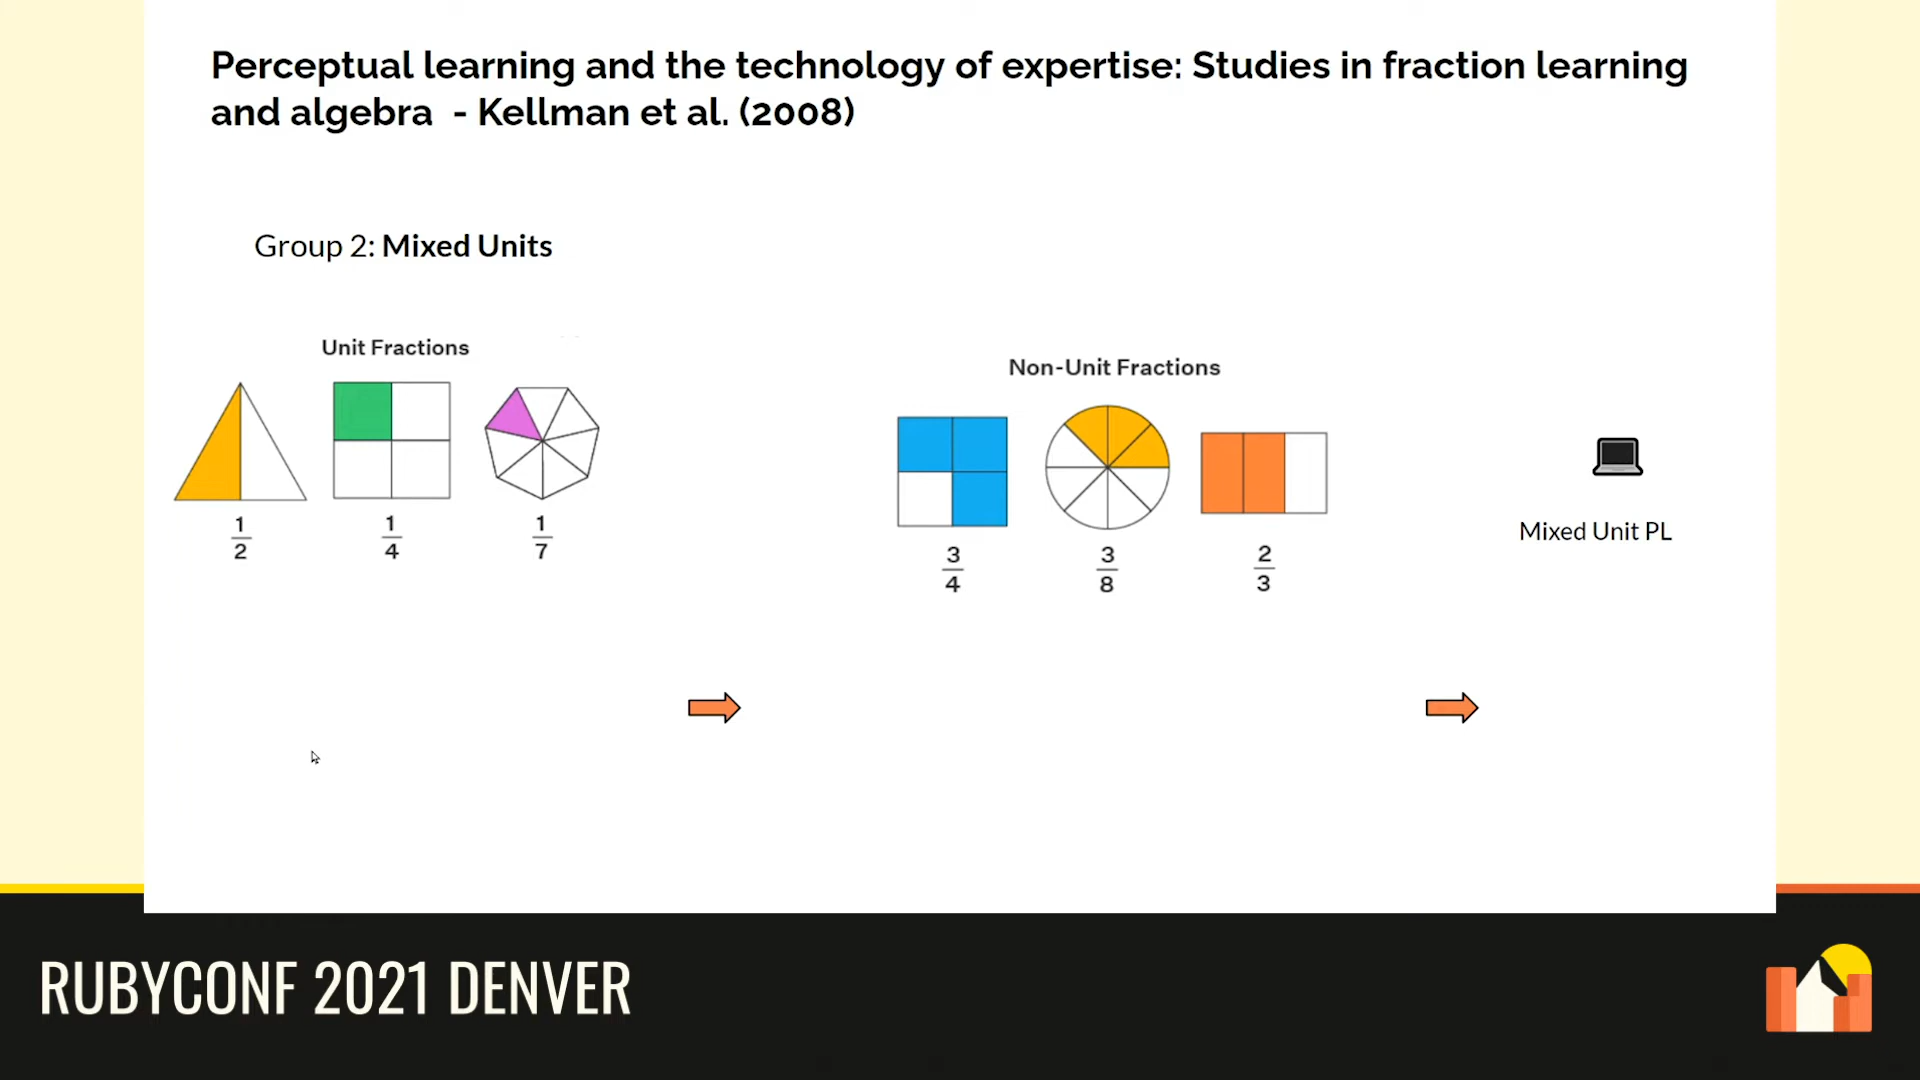 Perceptual learning and the technology of expertise: Studies in fraction learning
and algebra - Kellman et al. (2008)
Group 2: Mixed Units
Unit Fractions
1/2 1/4 1/7
Non-Unit Fractions
3/4 3/8 2/3
Mixed Unit PL
RUBYCONF 2021 DENVER